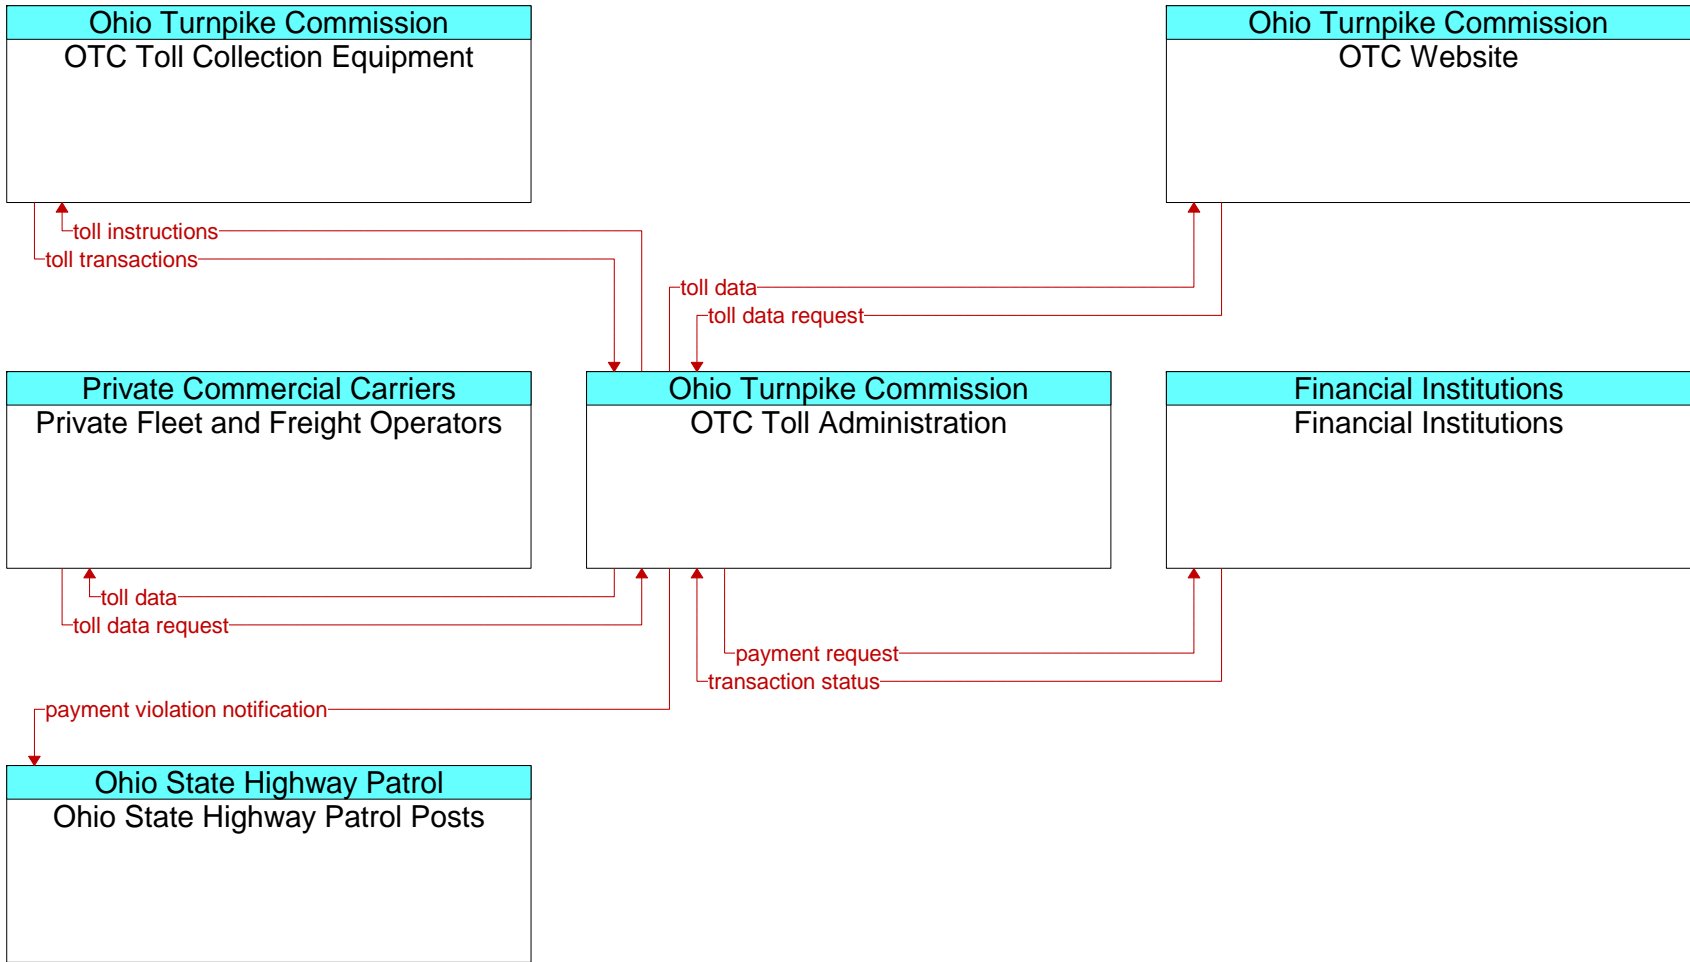 Ohio Turnpike Commission
OTC Toll Collection Equipment
Ohio Turnpike Commission
OTC Website
toll instructions
toll transactions
toll data
toll data request
Private Commercial Carriers
Private Fleet and Freight Operators
Ohio Turnpike Commission
OTC Toll Administration
Financial Institutions
Financial Institutions
toll data
toll data request
payment request
transaction status
payment violation notification
Ohio State Highway Patrol
Ohio State Highway Patrol Posts